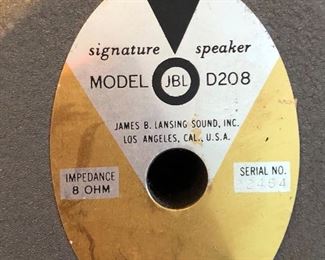 signature speaker
MODEL JBL D208
JAMES B. LANSING SOUND, INC.
LOS ANGELES, CAL., U.S.A.
IMPEDANCE
8 OHM
SERIAL NO.